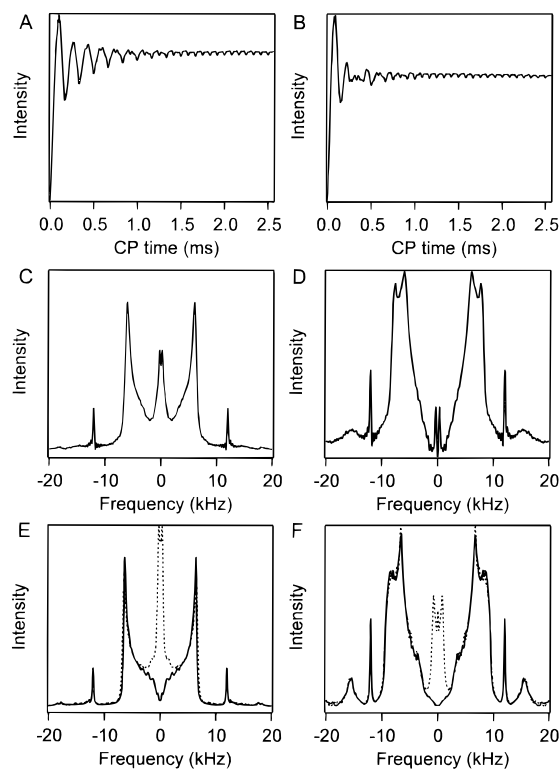 A
B
Intensity
Intensity
0.0 0.5 1.0 1.5 2.0 2.5
0.0 0.5 1.0 1.5 2.0 2.5
CP time (ms)
CP time (ms)
C
D
Intensity
Intensity
-20 -10 0 10 20
-20 -10 0 10 20
Frequency (kHz)
Frequency (kHz)
E
F
Intensity
Intensity
-20 -10 0 10 20
-20 -10 0 10 20
Frequency (kHz)
Frequency (kHz)